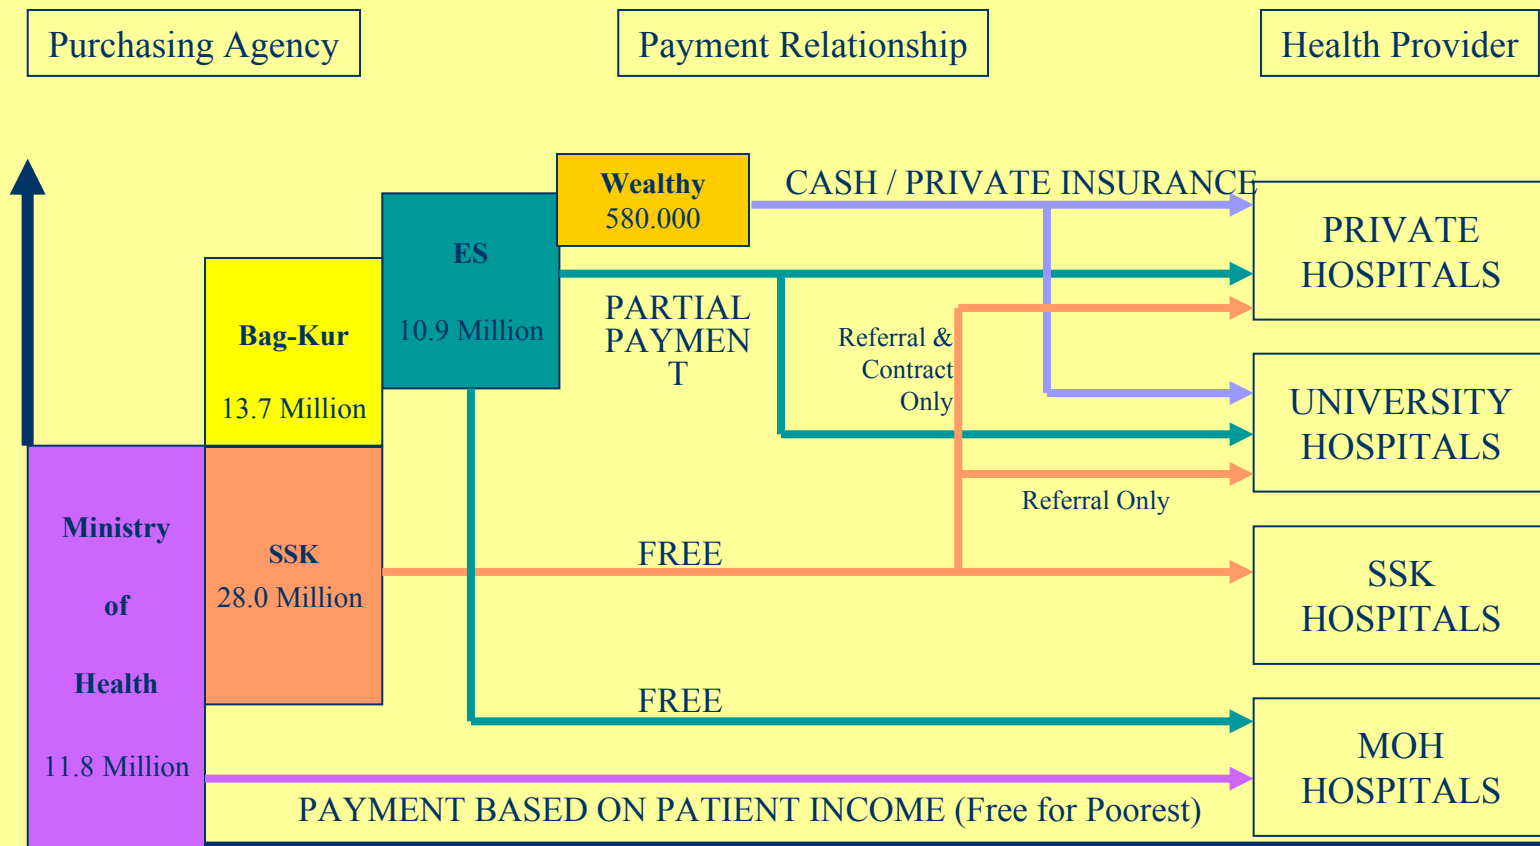 Purchasing Agency
Payment Relationship
Health Provider
Wealthy
580.000
CASH / PRIVATE INSURANCE
PRIVATE
HOSPITALS
ES
10.9 Million
PARTIAL
PAYMEN
T
Referral &
Contract
Only
Bag-Kur
13.7 Million
UNIVERSITY
HOSPITALS
Referral Only
Ministry
of
Health
11.8 Million
SSK
28.0 Million
FREE
SSK
HOSPITALS
FREE
MOH
HOSPITALS
PAYMENT BASED ON PATIENT INCOME (Free for Poorest)